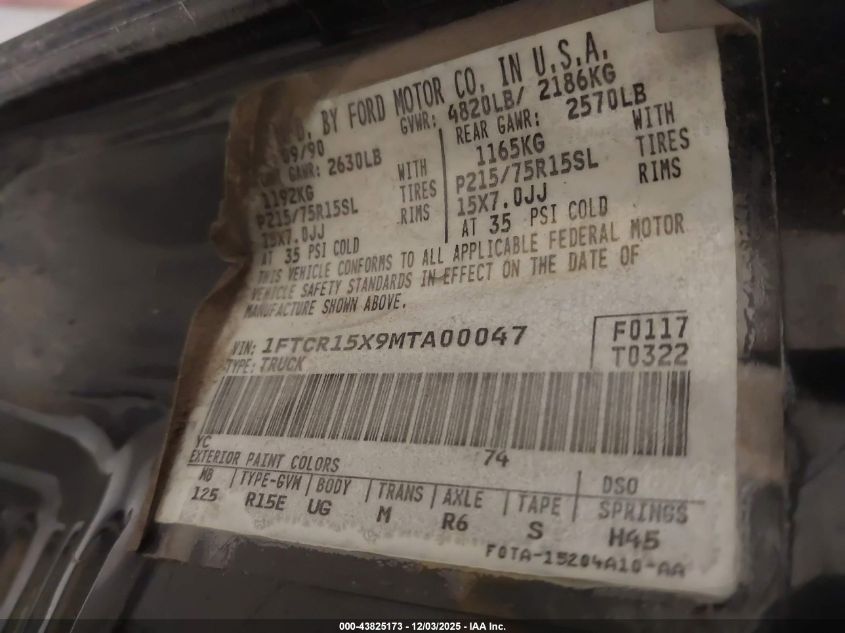 BY FORD MOTOR CO. IN U.S.A.
09/90 GVWR: 4820LB/ 2186KG
GAWR: 2630LB REAR GAWR: 2570LB
1192KG WITH 1165KG WITH
P215/75R15SL TIRES P215/75R15SL TIRES
15X7.0JJ RIMS 15X7.0JJ RIMS
AT 35 PSI COLD AT 35 PSI COLD
THIS VEHICLE CONFORMS TO ALL APPLICABLE FEDERAL MOTOR
VEHICLE SAFETY STANDARDS IN EFFECT ON THE DATE OF
MANUFACTURE SHOWN ABOVE.
VIN: 1FTCR15X9MTA00047 F0117
TYPE: TRUCK T0322
YC 74
EXTERIOR PAINT COLORS DSO
WB TYPE-GVW BODY TRANS AXLE TAPE SPRINGS
125 R15E UG M R6 S H45
F0TA-15204A10-AA
000-43825173 - 12/03/2025 - IAA Inc.